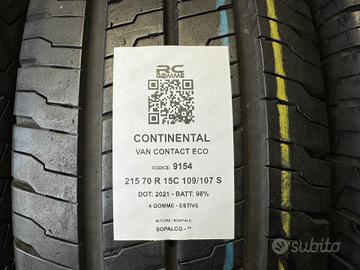 RC
GOMME
CONTINENTAL
VAN CONTACT ECO
CODICE: 9154
215 70 R 15C 109/107 S
DOT: 2021 - BATT: 98%
4 GOMME - ESTIVE
SOPALCO - **
subito